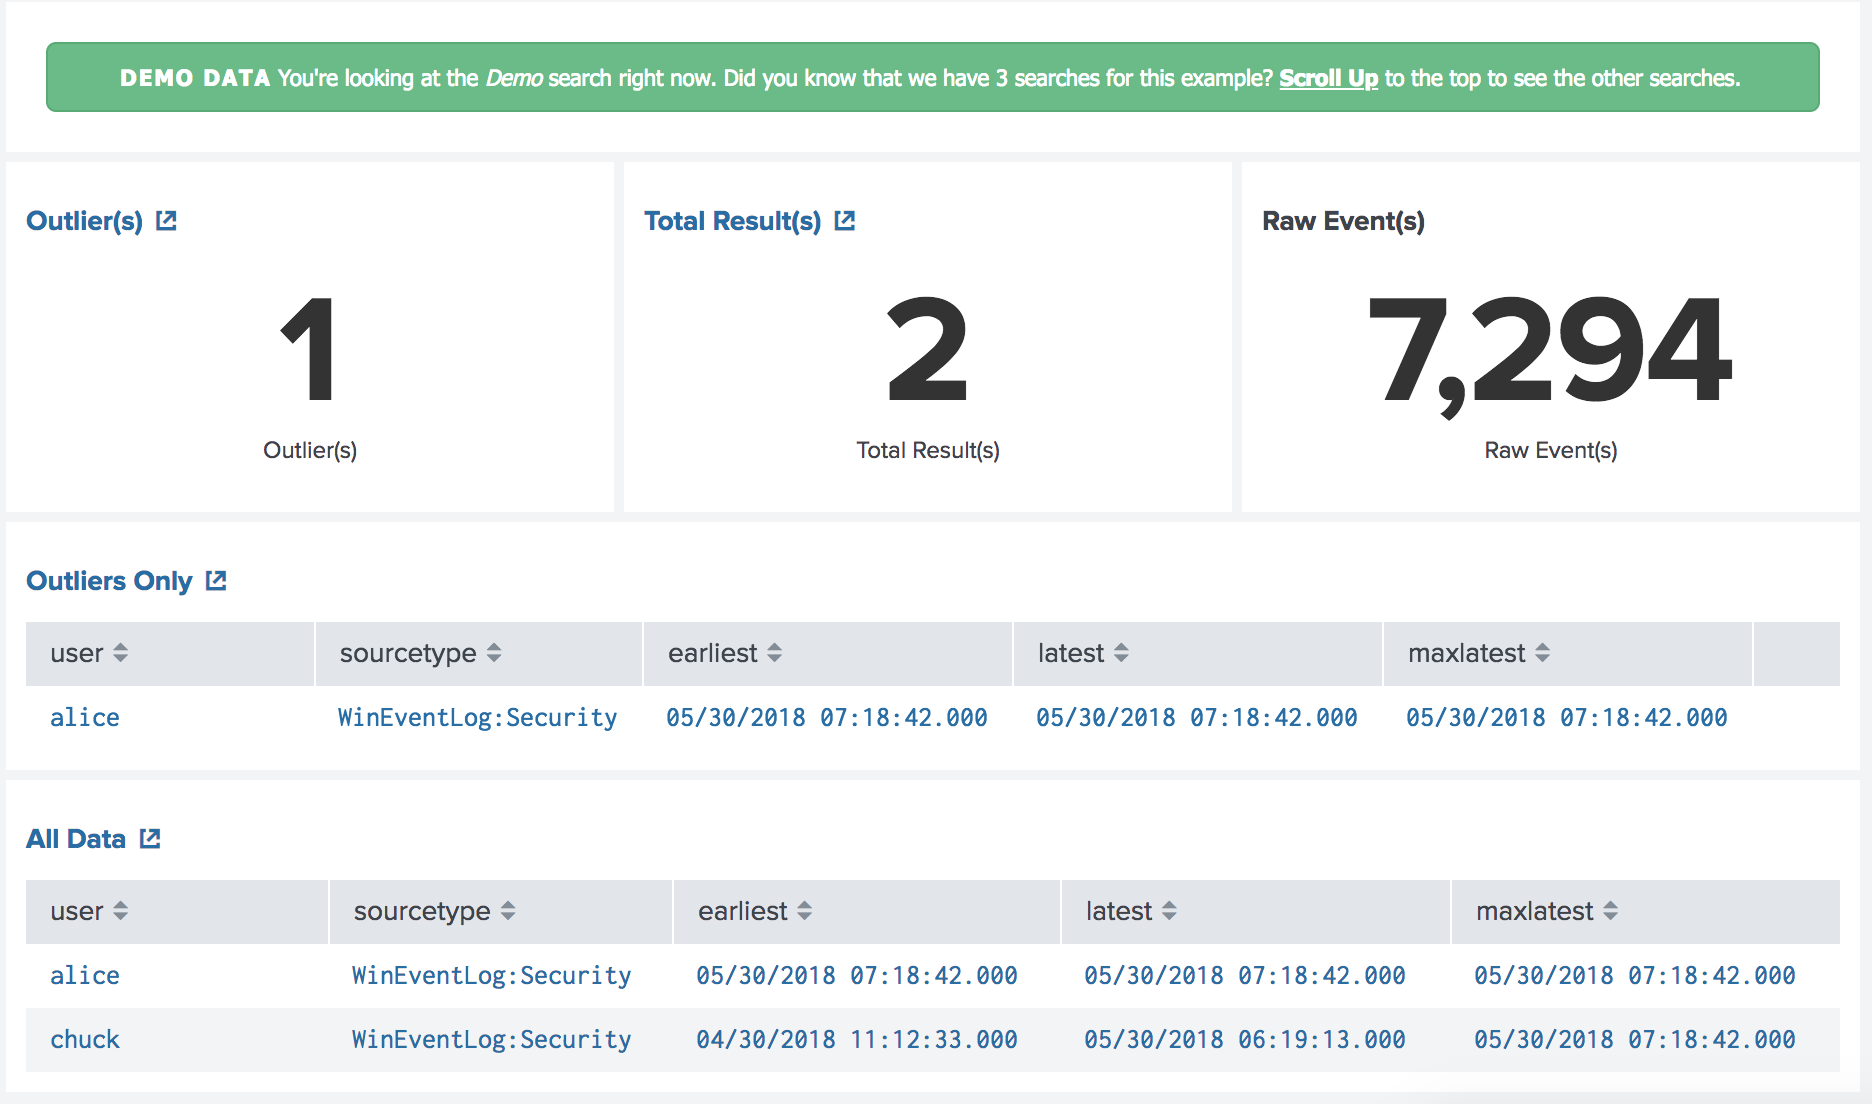 DEMO DATA You're looking at the Demo search right now. Did you know that we have 3 searches for this example? Scroll Up to the top to see the other searches.
Outlier(s)
1
Outlier(s)
Total Result(s)
2
Total Result(s)
Raw Event(s)
7,294
Raw Event(s)
Outliers Only
user sourcetype earliest latest maxlatest
alice WinEventLog:Security 05/30/2018 07:18:42.000 05/30/2018 07:18:42.000 05/30/2018 07:18:42.000
All Data
user sourcetype earliest latest maxlatest
alice WinEventLog:Security 05/30/2018 07:18:42.000 05/30/2018 07:18:42.000 05/30/2018 07:18:42.000
chuck WinEventLog:Security 04/30/2018 11:12:33.000 05/30/2018 06:19:13.000 05/30/2018 07:18:42.000